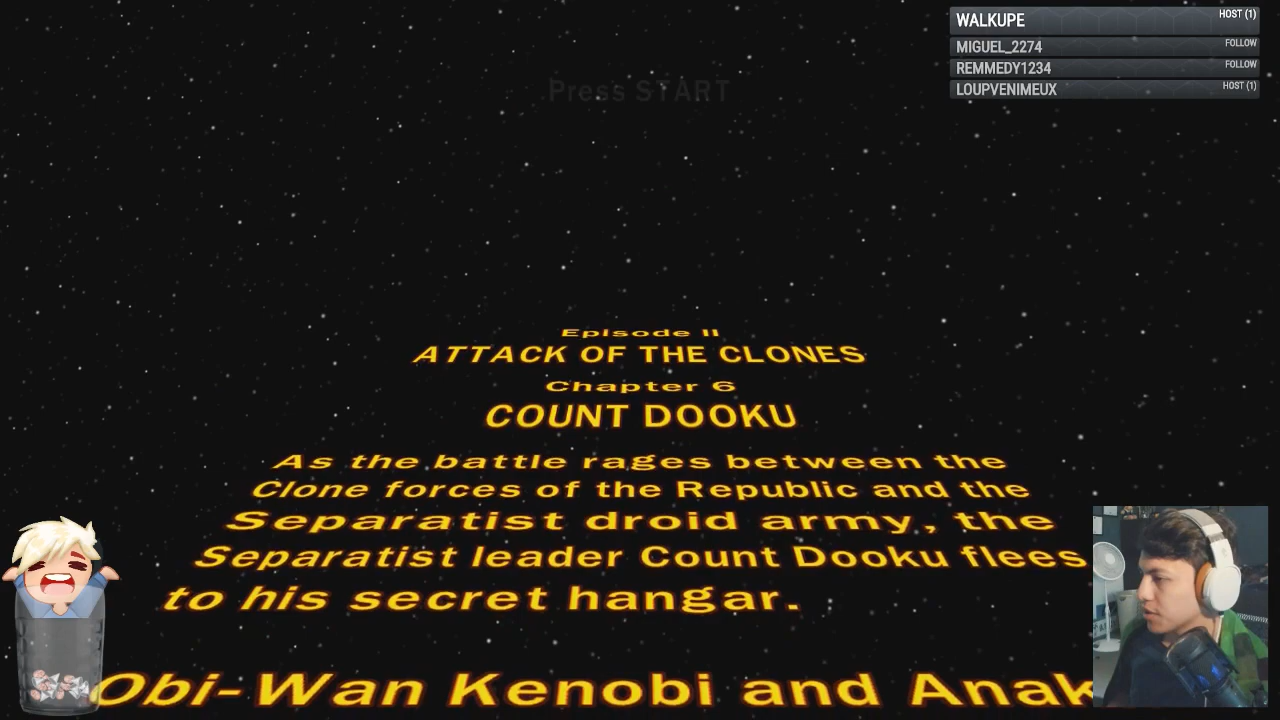 WALKUPE HOST (1)
MIGUEL_2274 FOLLOW
REMMEDY1234 FOLLOW
LOUPVENIMEUX HOST (1)
Press START
Episode II
ATTACK OF THE CLONES
Chapter 6
COUNT DOOKU
As the battle rages between the
Clone forces of the Republic and the
Separatist droid army, the
Separatist leader Count Dooku flees
to his secret hangar.
Obi-Wan Kenobi and Anak